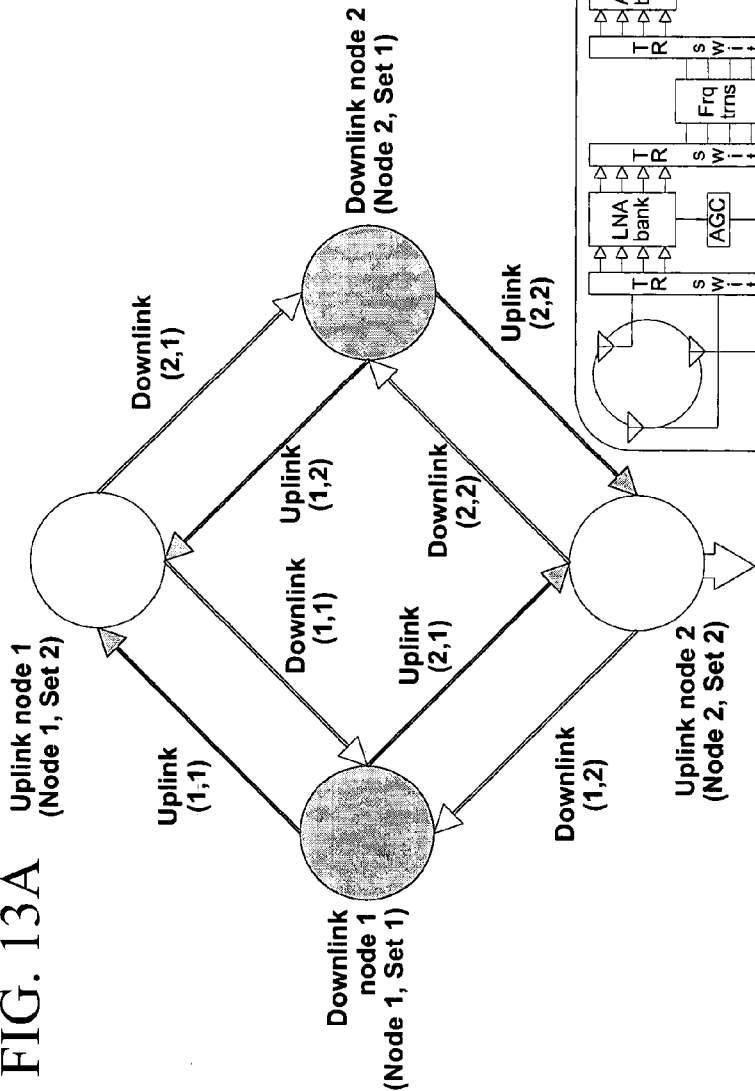 FIG. 13A
Uplink node 1
(Node 1, Set 2)
Downlink
(2,1)
Uplink
(1,1)
Uplink
(1,2)
Downlink
(1,1)
Downlink
node 1
(Node 1, Set 1)
Downlink node 2
(Node 2, Set 1)
Uplink
(2,1)
Downlink
(2,2)
Uplink
(2,2)
Downlink
(1,2)
Uplink node 2
(Node 2, Set 2)
TR
LNA
bank
AGC
TR
Frq
trns
TR